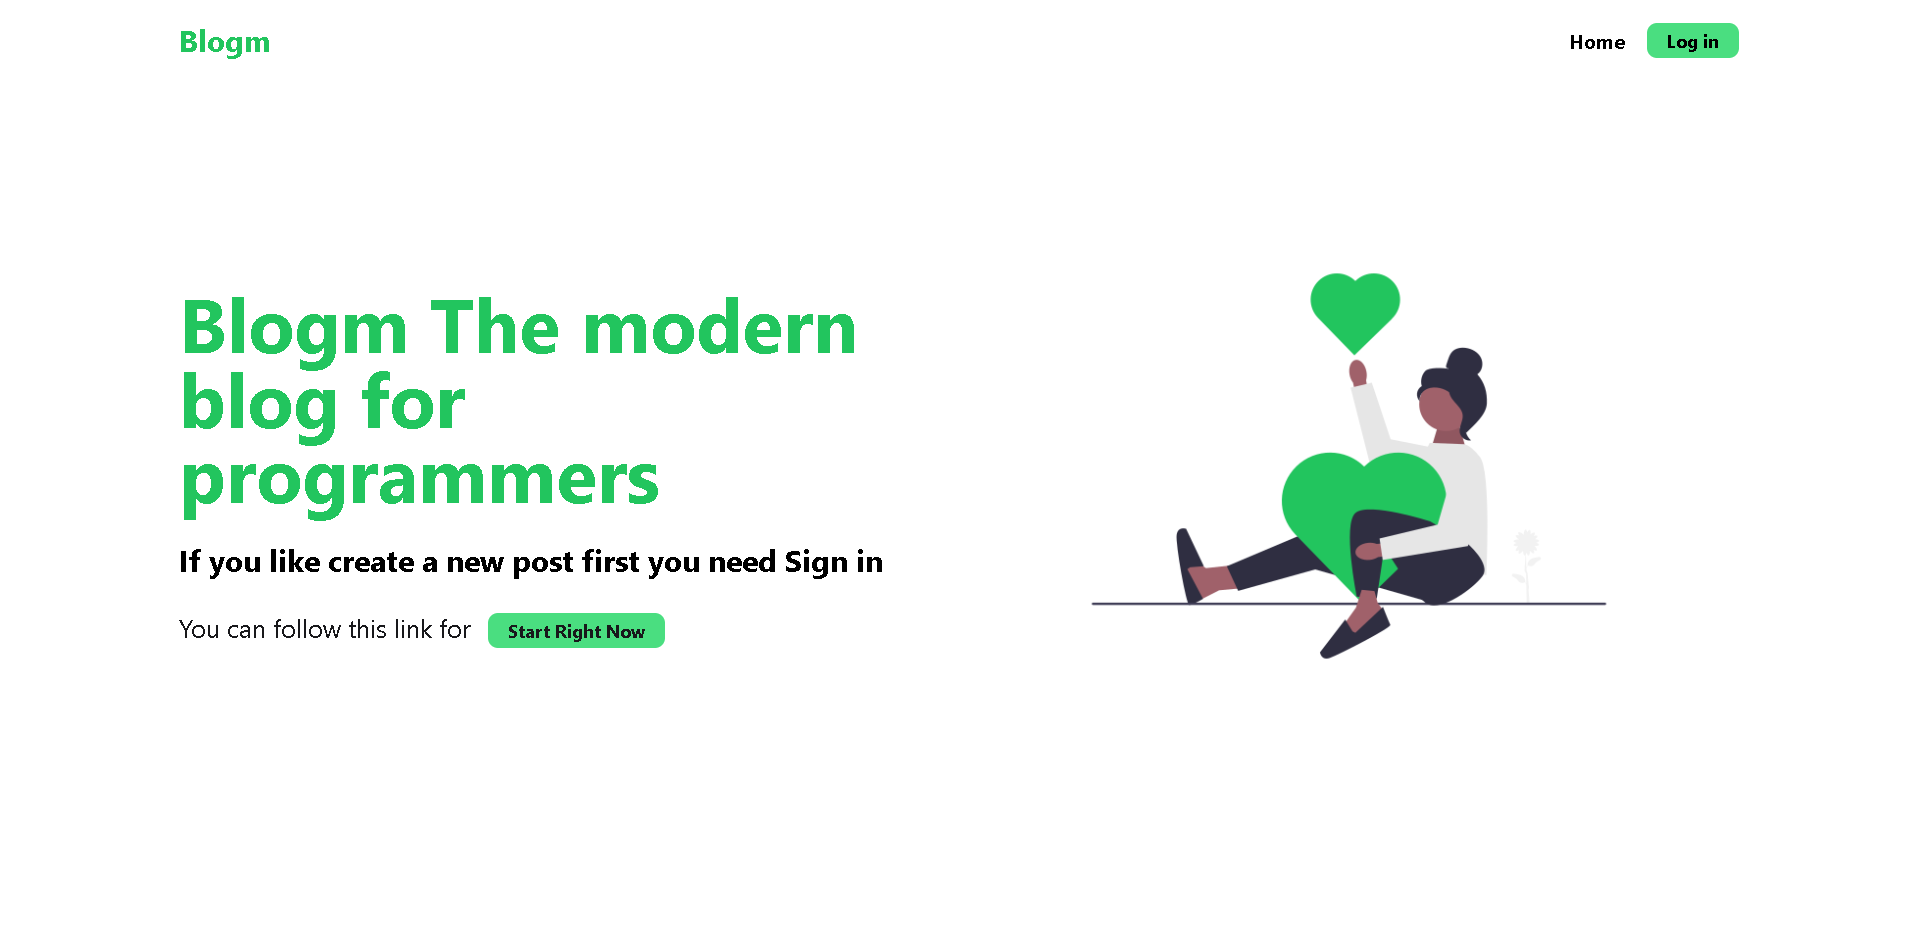 Blogm
Home
Log in
Blogm The modern
blog for
programmers
If you like create a new post first you need Sign in
You can follow this link for
Start Right Now